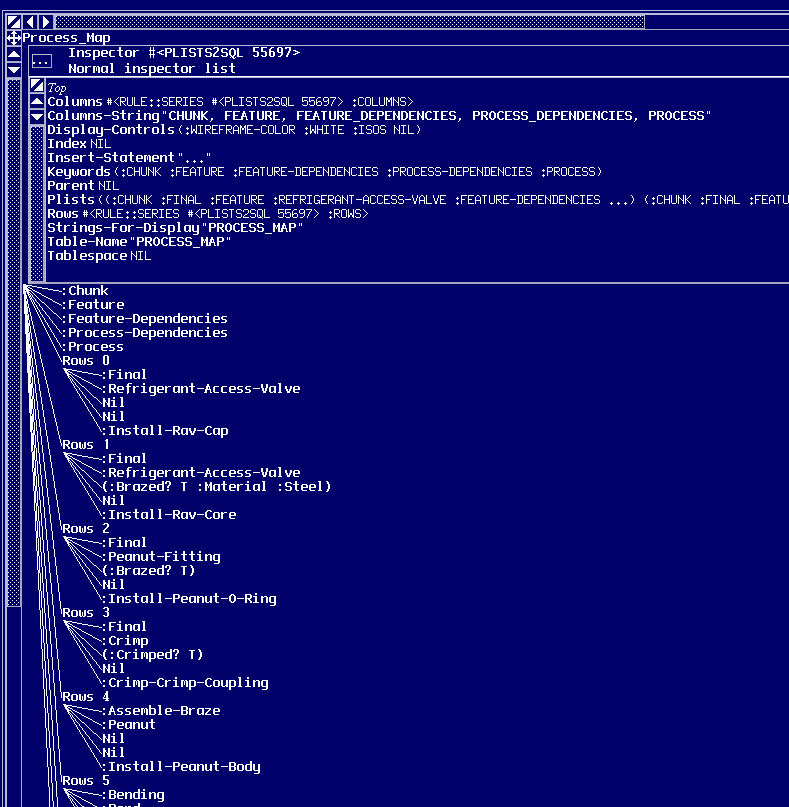 Process_Map
Inspector #<PLISTS2SQL 55697>
... Normal inspector list
Top
Columns #<RULE::SERIES #<PLISTS2SQL 55697> :COLUMNS>
Columns-String "CHUNK, FEATURE, FEATURE_DEPENDENCIES, PROCESS_DEPENDENCIES, PROCESS"
Display-Controls (:WIREFRAME-COLOR :WHITE :ISOS NIL)
Index NIL
Insert-Statement "..."
Keywords (:CHUNK :FEATURE :FEATURE-DEPENDENCIES :PROCESS-DEPENDENCIES :PROCESS)
Parent NIL
Plists ((:CHUNK :FINAL :FEATURE :REFRIGERANT-ACCESS-VALVE :FEATURE-DEPENDENCIES ...) (:CHUNK :FINAL :FEATU
Rows #<RULE::SERIES #<PLISTS2SQL 55697> :ROWS>
Strings-For-Display "PROCESS_MAP"
Table-Name "PROCESS_MAP"
Tablespace NIL
:Chunk
:Feature
:Feature-Dependencies
:Process-Dependencies
:Process
Rows 0
:Final
:Refrigerant-Access-Valve
Nil
Nil
:Install-Rav-Cap
Rows 1
:Final
:Refrigerant-Access-Valve
(:Brazed? T :Material :Steel)
Nil
:Install-Rav-Core
Rows 2
:Final
:Peanut-Fitting
(:Brazed? T)
Nil
:Install-Peanut-O-Ring
Rows 3
:Final
:Crimp
(:Crimped? T)
Nil
:Crimp-Crimp-Coupling
Rows 4
:Assemble-Braze
:Peanut
Nil
Nil
:Install-Peanut-Body
Rows 5
:Bending